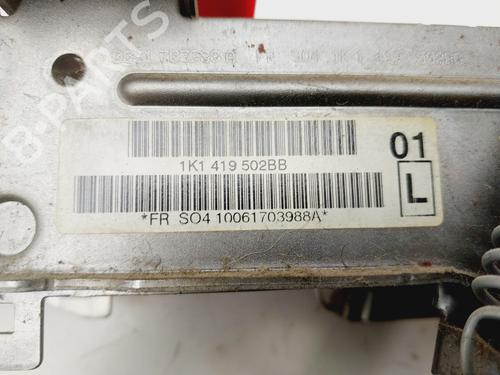 1K1 419 502BB
*FR SO4 10061703988A*
01
L
B-PARTS